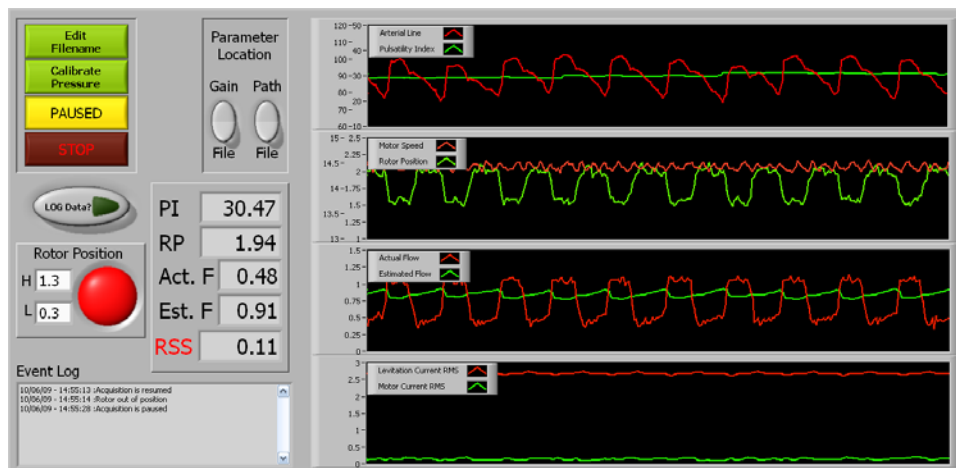 Edit
Filename
Calibrate
Pressure
PAUSED
STOP
Parameter
Location
Gain Path
File File
LOG Data?
PI 30.47
RP 1.94
Act. F 0.48
Est. F 0.91
RSS 0.11
Rotor Position
H 1.3
L 0.3
Event Log
10/06/09 - 14:55:13 :Acquisition is resumed
10/06/09 - 14:55:14 :Rotor out of position
10/06/09 - 14:55:28 :Acquisition is paused
120-50
110-
40
100-
90-30
80-
20-
70-
60-10
Arterial Line
Pulsatility Index
15- 2.5
2.25-
14.5-
2-
14-1.75
1.5-
13.5-
1.25-
13- 1
Motor Speed
Rotor Position
1.5-
1.25-
1-
0.75-
0.5-
0.25-
0-
Actual Flow
Estimated Flow
3-
2.5-
2-
1.5-
1-
0.5-
0-
Levitation Current RMS
Motor Current RMS